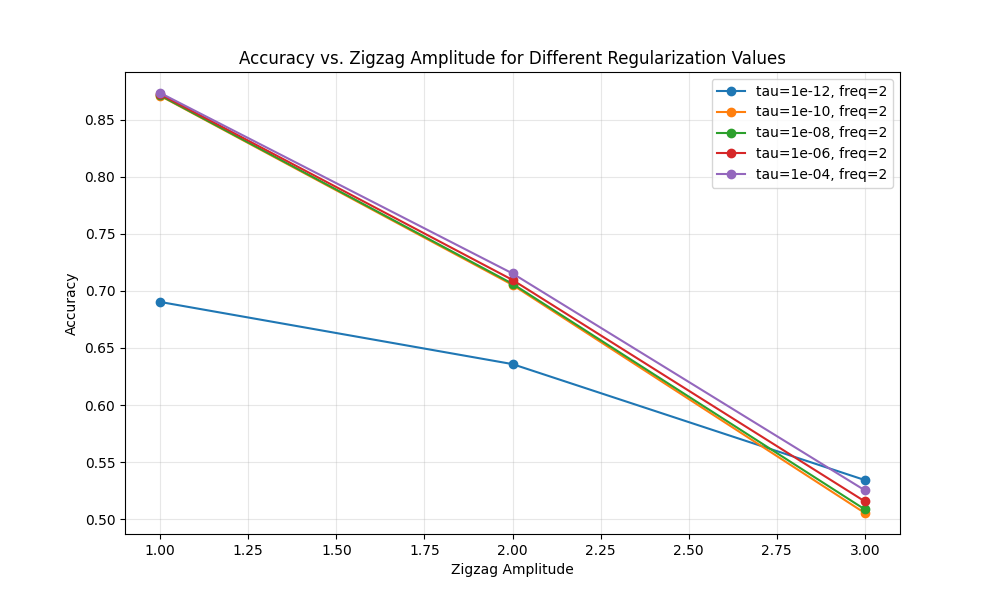 Accuracy vs. Zigzag Amplitude for Different Regularization Values
tau=1e-12, freq=2
tau=1e-10, freq=2
tau=1e-08, freq=2
tau=1e-06, freq=2
tau=1e-04, freq=2
Accuracy
0.85
0.80
0.75
0.70
0.65
0.60
0.55
0.50
1.00 1.25 1.50 1.75 2.00 2.25 2.50 2.75 3.00
Zigzag Amplitude